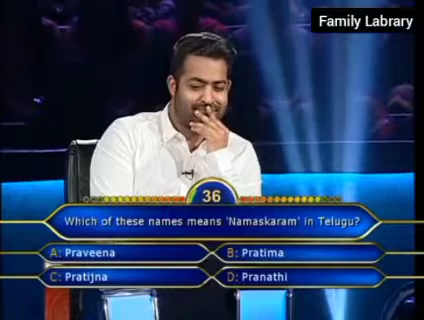 Family Labrary
36
Which of these names means 'Namaskaram' in Telugu?
A: Praveena
B: Pratima
C: Pratijna
D: Pranathi